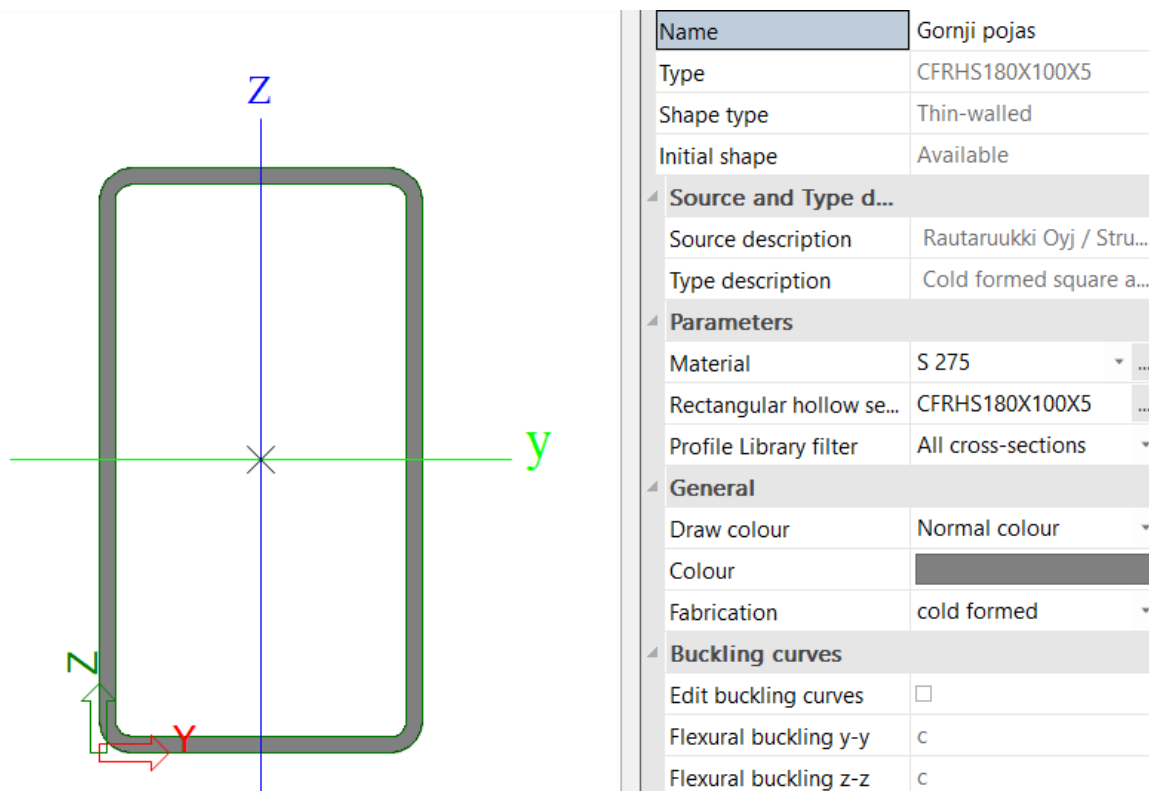 Z
y
Z
Y
Name Gornji pojas
Type CFRHS180X100X5
Shape type Thin-walled
Initial shape Available
Source and Type d...
Source description Rautaruukki Oyj / Stru...
Type description Cold formed square a...
Parameters
Material S 275 ...
Rectangular hollow se... CFRHS180X100X5 ...
Profile Library filter All cross-sections
General
Draw colour Normal colour
Colour
Fabrication cold formed
Buckling curves
Edit buckling curves
Flexural buckling y-y c
Flexural buckling z-z c